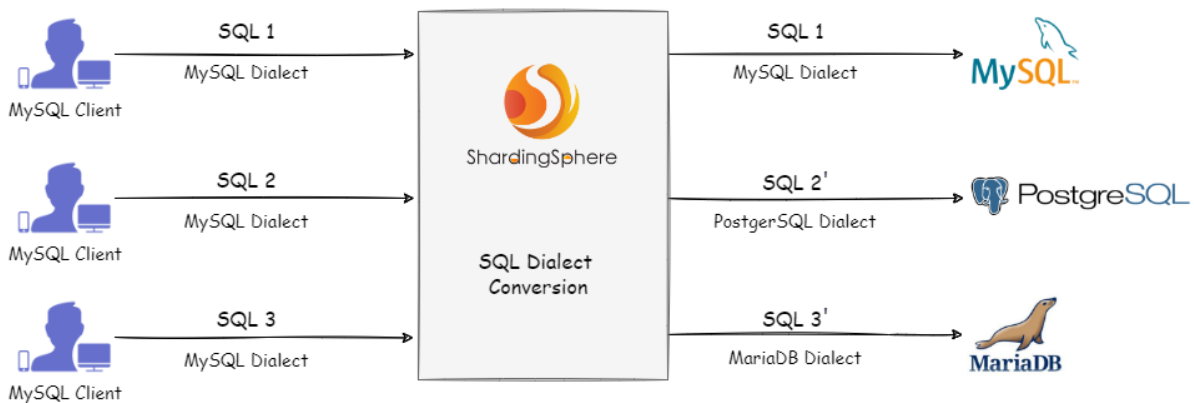 SQL 1
MySQL Dialect
MySQL Client
SQL 2
MySQL Dialect
MySQL Client
SQL 3
MySQL Dialect
MySQL Client
ShardingSphere
SQL Dialect
Conversion
SQL 1
MySQL Dialect
MySQL™
SQL 2'
PostgerSQL Dialect
PostgreSQL
SQL 3'
MariaDB Dialect
MariaDB